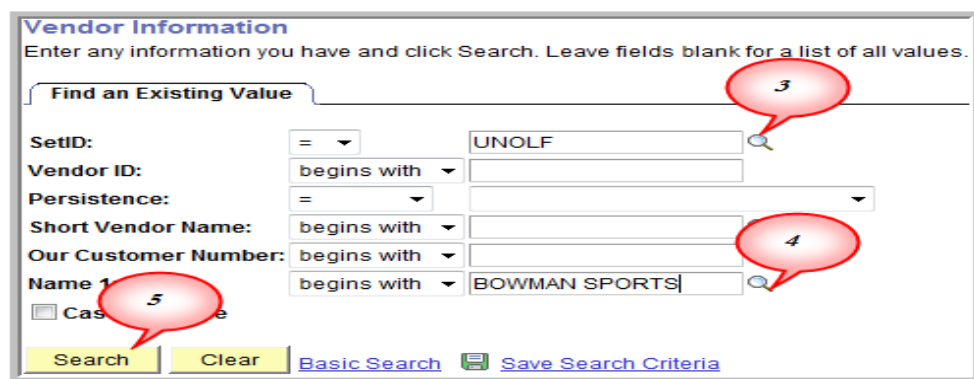 Vendor Information
Enter any information you have and click Search. Leave fields blank for a list of all values.
Find an Existing Value
3
SetID: = UNOLF
Vendor ID: begins with
Persistence: =
Short Vendor Name: begins with
4
Our Customer Number: begins with
Name 1 begins with BOWMAN SPORTS
5
Search Clear Basic Search Save Search Criteria